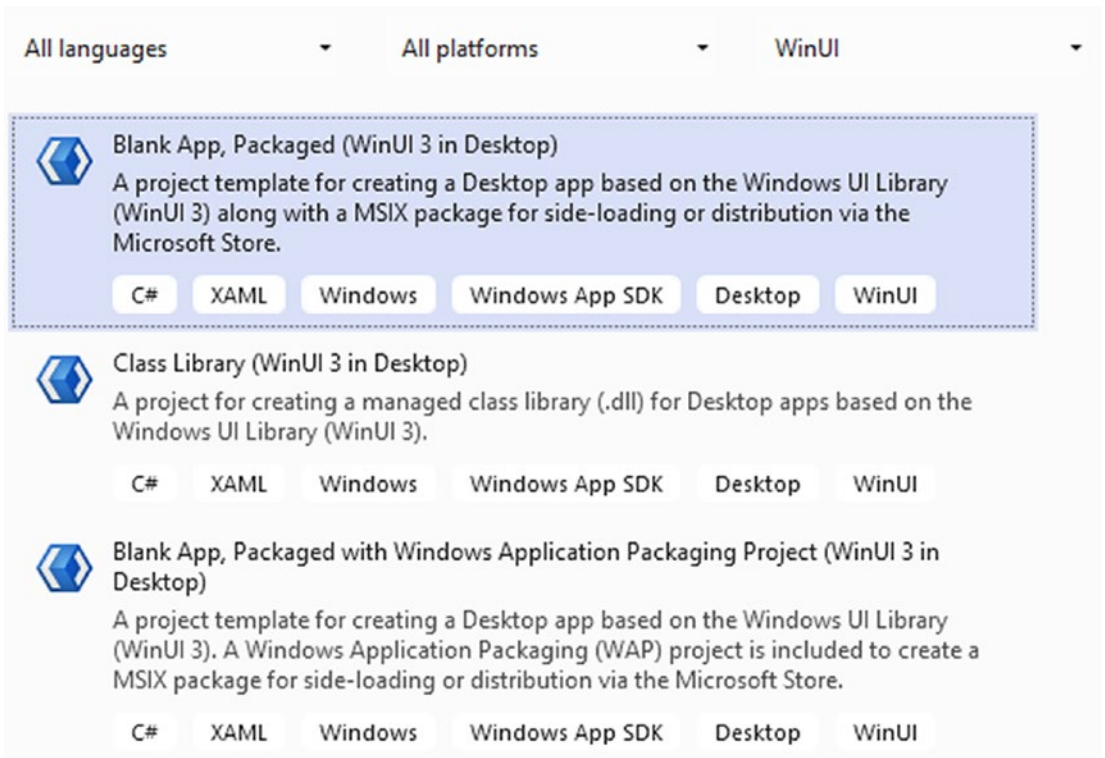 All languages All platforms WinUI
Blank App, Packaged (WinUI 3 in Desktop)
A project template for creating a Desktop app based on the Windows UI Library
(WinUI 3) along with a MSIX package for side-loading or distribution via the
Microsoft Store.
C# XAML Windows Windows App SDK Desktop WinUI
Class Library (WinUI 3 in Desktop)
A project for creating a managed class library (.dll) for Desktop apps based on the
Windows UI Library (WinUI 3).
C# XAML Windows Windows App SDK Desktop WinUI
Blank App, Packaged with Windows Application Packaging Project (WinUI 3 in
Desktop)
A project template for creating a Desktop app based on the Windows UI Library
(WinUI 3). A Windows Application Packaging (WAP) project is included to create a
MSIX package for side-loading or distribution via the Microsoft Store.
C# XAML Windows Windows App SDK Desktop WinUI